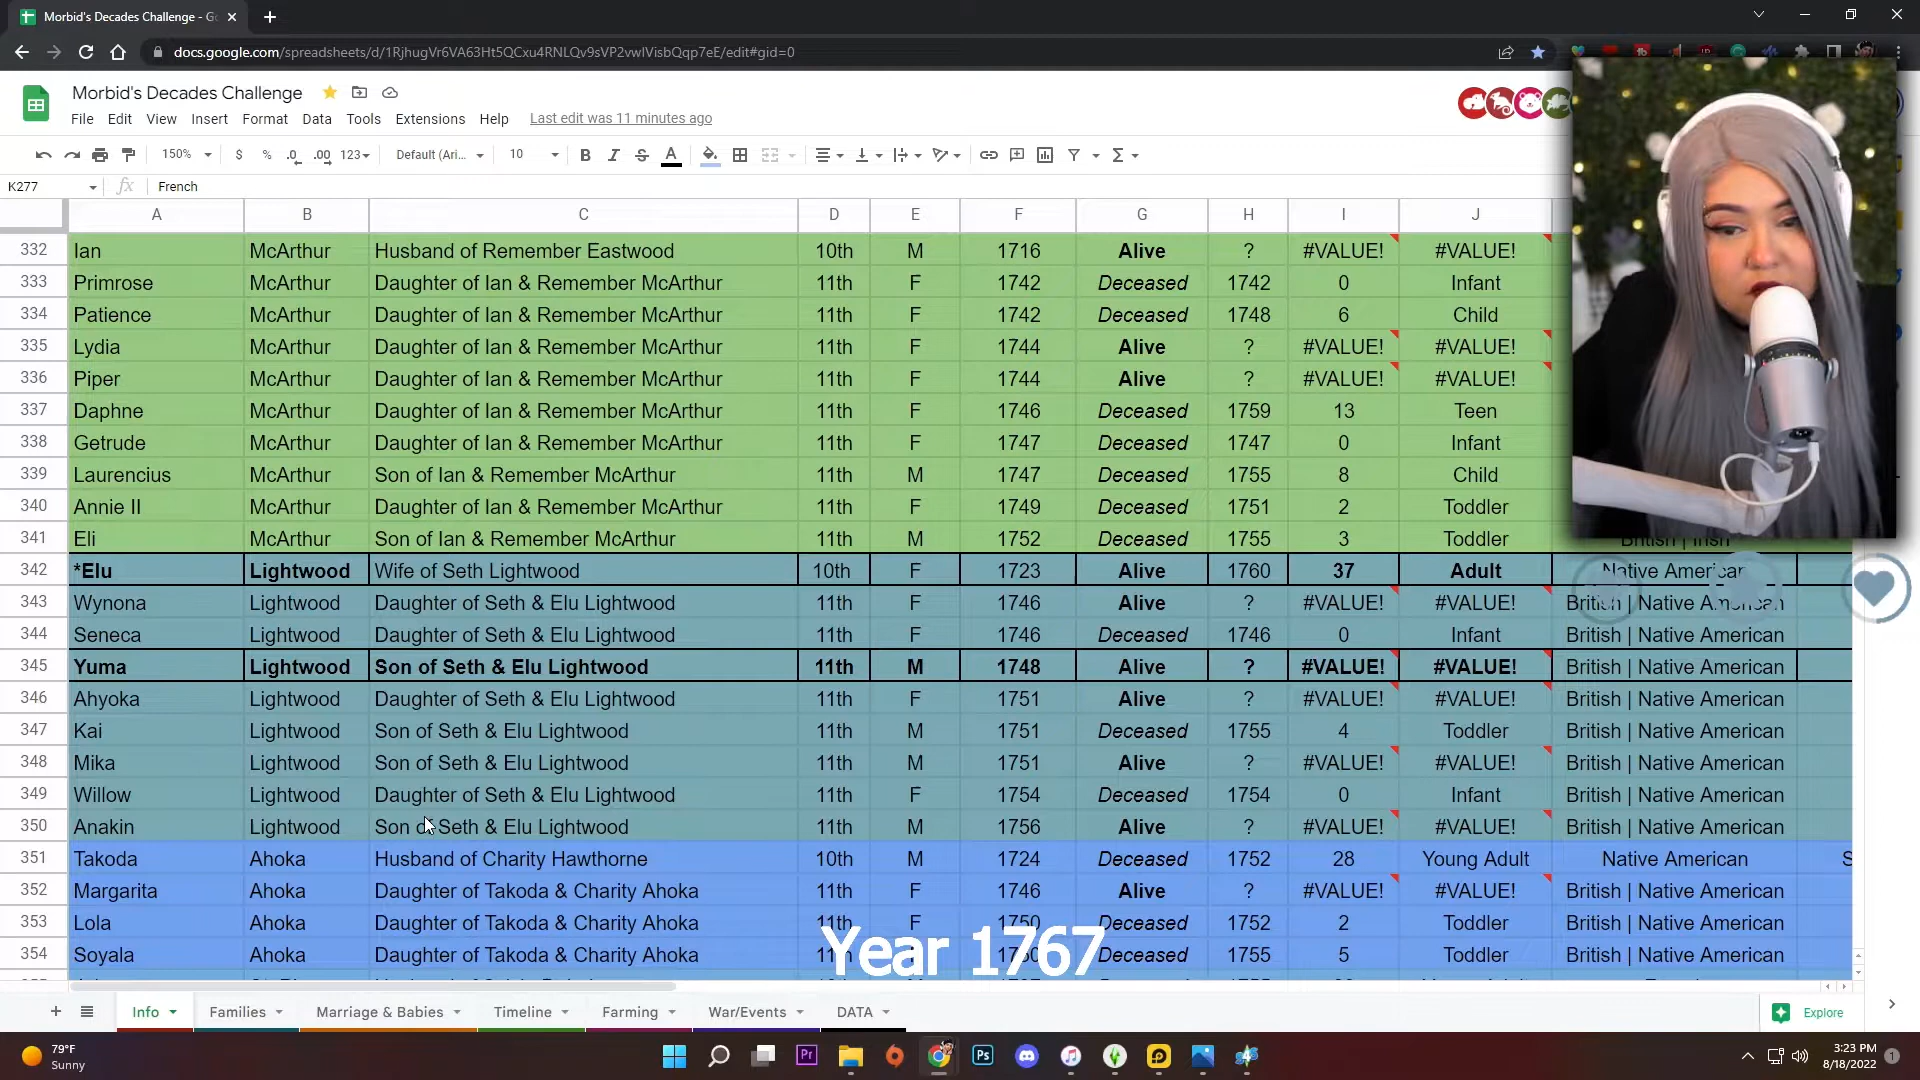 Morbid's Decades Challenge - Go
docs.google.com/spreadsheets/d/1RjhugVr6VA63Ht5QCxu4RNLQv9sVP2vwIVisbQqp7eE/edit#gid=0
Morbid's Decades Challenge
File Edit View Insert Format Data Tools Extensions Help Last edit was 11 minutes ago
150% $ % .0 .00 123 Default (Ari... 10 B I S A
K277 fx French
A B C D E F G H I J
332 Ian McArthur Husband of Remember Eastwood 10th M 1716 Alive ? #VALUE! #VALUE!
333 Primrose McArthur Daughter of Ian & Remember McArthur 11th F 1742 Deceased 1742 0 Infant
334 Patience McArthur Daughter of Ian & Remember McArthur 11th F 1742 Deceased 1748 6 Child
335 Lydia McArthur Daughter of Ian & Remember McArthur 11th F 1744 Alive ? #VALUE! #VALUE!
336 Piper McArthur Daughter of Ian & Remember McArthur 11th F 1744 Alive ? #VALUE! #VALUE!
337 Daphne McArthur Daughter of Ian & Remember McArthur 11th F 1746 Deceased 1759 13 Teen
338 Getrude McArthur Daughter of Ian & Remember McArthur 11th F 1747 Deceased 1747 0 Infant
339 Laurencius McArthur Son of Ian & Remember McArthur 11th M 1747 Deceased 1755 8 Child
340 Annie II McArthur Daughter of Ian & Remember McArthur 11th F 1749 Deceased 1751 2 Toddler
341 Eli McArthur Son of Ian & Remember McArthur 11th M 1752 Deceased 1755 3 Toddler British | Irish
342 *Elu Lightwood Wife of Seth Lightwood 10th F 1723 Alive 1760 37 Adult Native American
343 Wynona Lightwood Daughter of Seth & Elu Lightwood 11th F 1746 Alive ? #VALUE! #VALUE! British | Native American
344 Seneca Lightwood Daughter of Seth & Elu Lightwood 11th F 1746 Deceased 1746 0 Infant British | Native American
345 Yuma Lightwood Son of Seth & Elu Lightwood 11th M 1748 Alive ? #VALUE! #VALUE! British | Native American
346 Ahyoka Lightwood Daughter of Seth & Elu Lightwood 11th F 1751 Alive ? #VALUE! #VALUE! British | Native American
347 Kai Lightwood Son of Seth & Elu Lightwood 11th M 1751 Deceased 1755 4 Toddler British | Native American
348 Mika Lightwood Son of Seth & Elu Lightwood 11th M 1751 Alive ? #VALUE! #VALUE! British | Native American
349 Willow Lightwood Daughter of Seth & Elu Lightwood 11th F 1754 Deceased 1754 0 Infant British | Native American
350 Anakin Lightwood Son of Seth & Elu Lightwood 11th M 1756 Alive ? #VALUE! #VALUE! British | Native American
351 Takoda Ahoka Husband of Charity Hawthorne 10th M 1724 Deceased 1752 28 Young Adult Native American S
352 Margarita Ahoka Daughter of Takoda & Charity Ahoka 11th F 1746 Alive ? #VALUE! #VALUE! British | Native American
353 Lola Ahoka Daughter of Takoda & Charity Ahoka 11th F 1750 Deceased 1752 2 Toddler British | Native American
354 Soyala Ahoka Daughter of Takoda & Charity Ahoka 11th 1750 Deceased 1755 5 Toddler British | Native American
Year 1767
Info Families Marriage & Babies Timeline Farming War/Events DATA Explore
79°F
Sunny
3:23 PM
8/18/2022